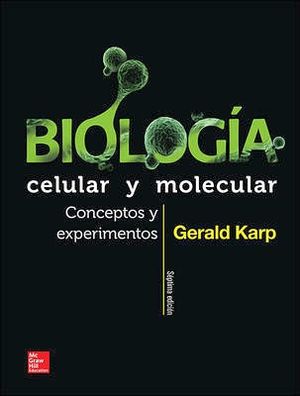 BIOLOGÍA
celular y molecular
Conceptos y
experimentos
Gerald Karp
Séptima edición
Mc
Graw
Hill
Education